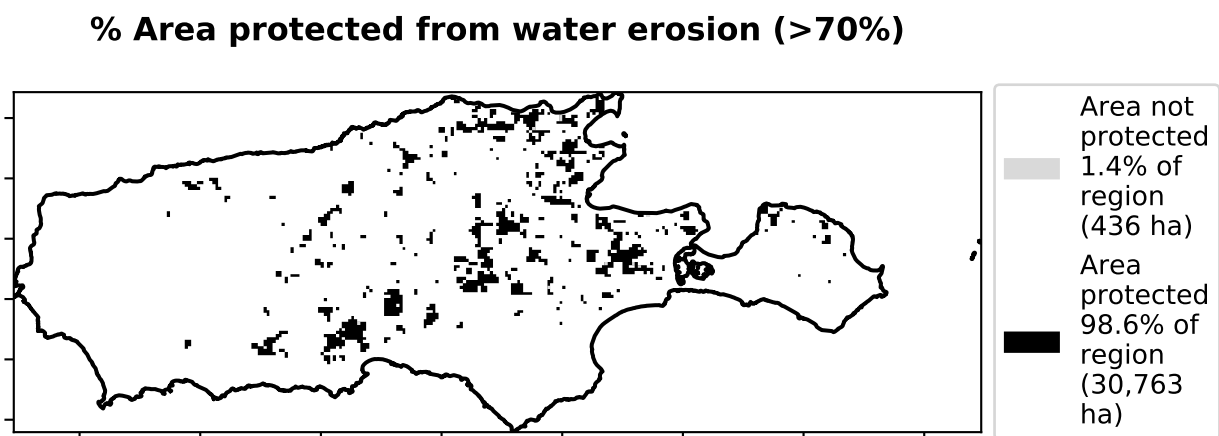 % Area protected from water erosion (>70%)
Area not
protected
1.4% of
region
(436 ha)
Area
protected
98.6% of
region
(30,763
ha)